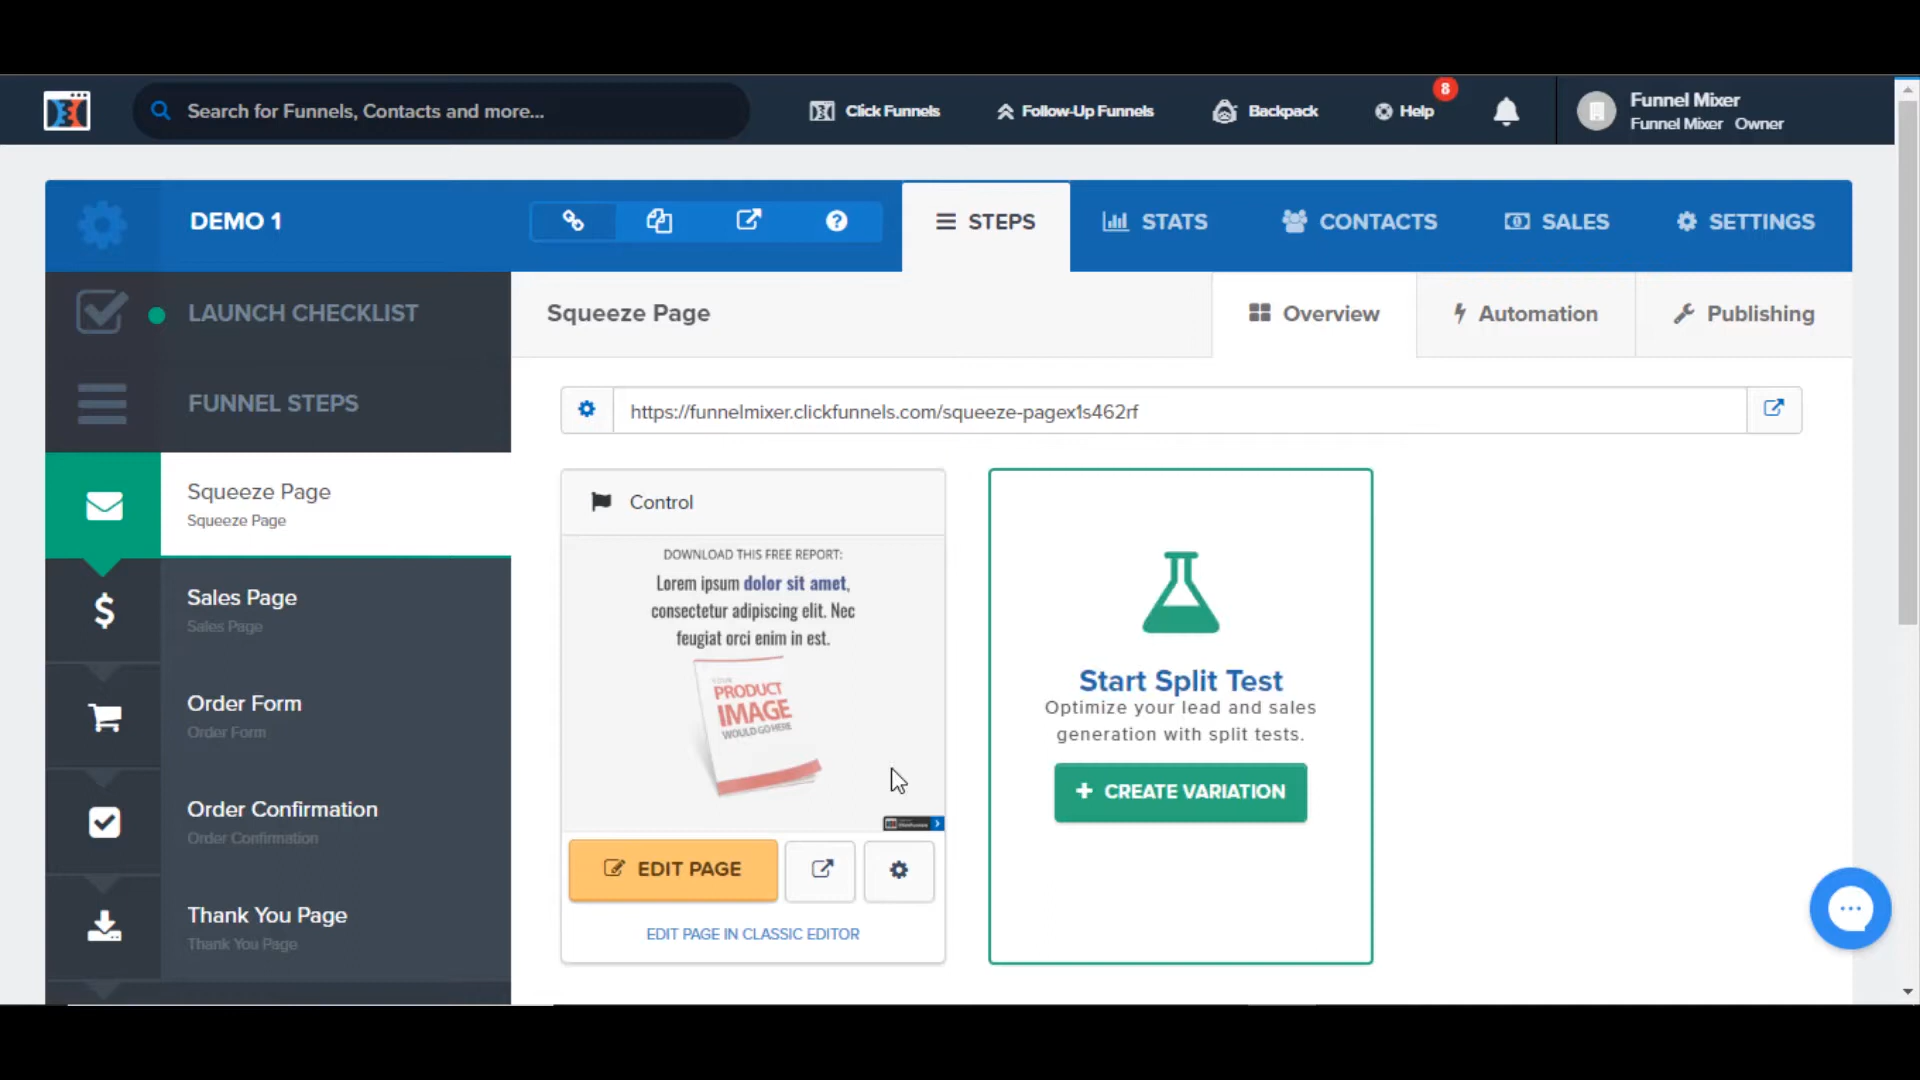 Search for Funnels, Contacts and more...
Click Funnels
Follow-Up Funnels
Backpack
Help
8
Funnel Mixer
Funnel Mixer Owner
DEMO 1
STEPS
STATS
CONTACTS
SALES
SETTINGS
LAUNCH CHECKLIST
FUNNEL STEPS
Squeeze Page
Squeeze Page
Sales Page
Sales Page
Order Form
Order Form
Order Confirmation
Order Confirmation
Thank You Page
Thank You Page
Squeeze Page
Overview
Automation
Publishing
https://funnelmixer.clickfunnels.com/squeeze-pagex1s462rf
Control
DOWNLOAD THIS FREE REPORT:
Lorem ipsum dolor sit amet,
consectetur adipiscing elit. Nec
feugiat orci enim in est.
YOUR
PRODUCT
IMAGE
WOULD GO HERE
EDIT PAGE
EDIT PAGE IN CLASSIC EDITOR
Start Split Test
Optimize your lead and sales
generation with split tests.
+ CREATE VARIATION